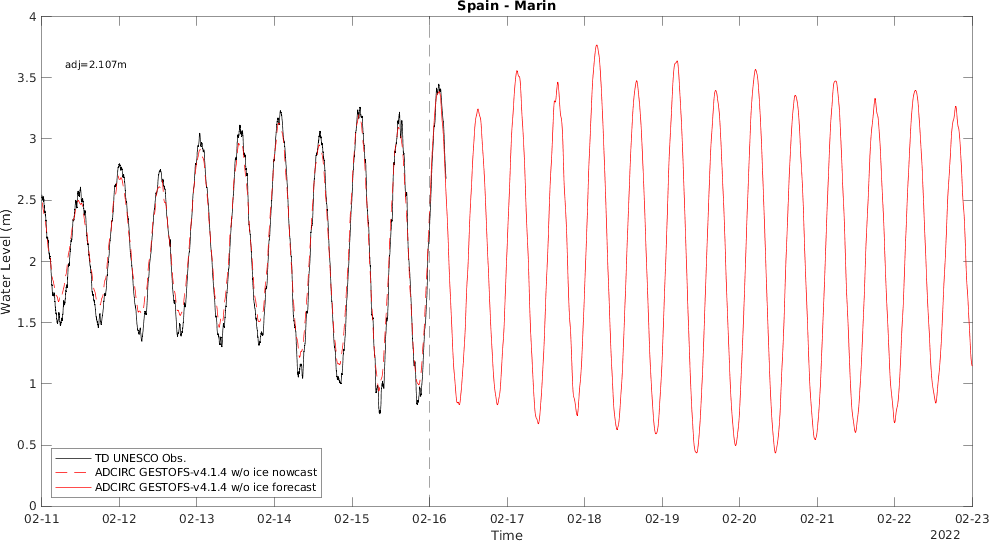 Spain - Marin
adj=2.107m
4
3.5
3
2.5
2
1.5
1
0.5
0
Water Level (m)
TD UNESCO Obs.
ADCIRC GESTOFS-v4.1.4 w/o ice nowcast
ADCIRC GESTOFS-v4.1.4 w/o ice forecast
02-11 02-12 02-13 02-14 02-15 02-16 02-17 02-18 02-19 02-20 02-21 02-22 02-23
Time
2022